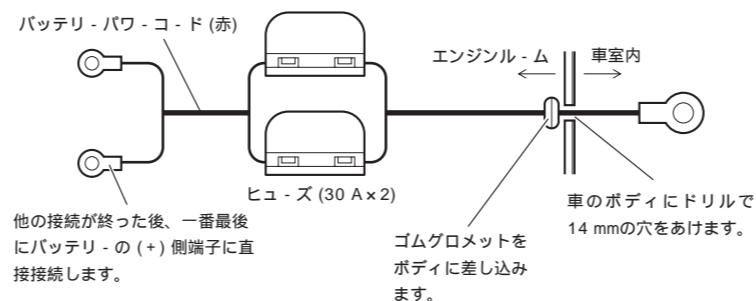 バッテリ‐パワ‐コ‐ド (赤)
エンジンル‐ム
車室内
ヒュ‐ズ (30 A×2)
他の接続が終った後、一番最後
にバッテリ‐の (+) 側端子に直
接接続します。
ゴムグロメットを
ボディに差し込み
ます。
車のボディにドリルで
14 mmの穴をあけます。